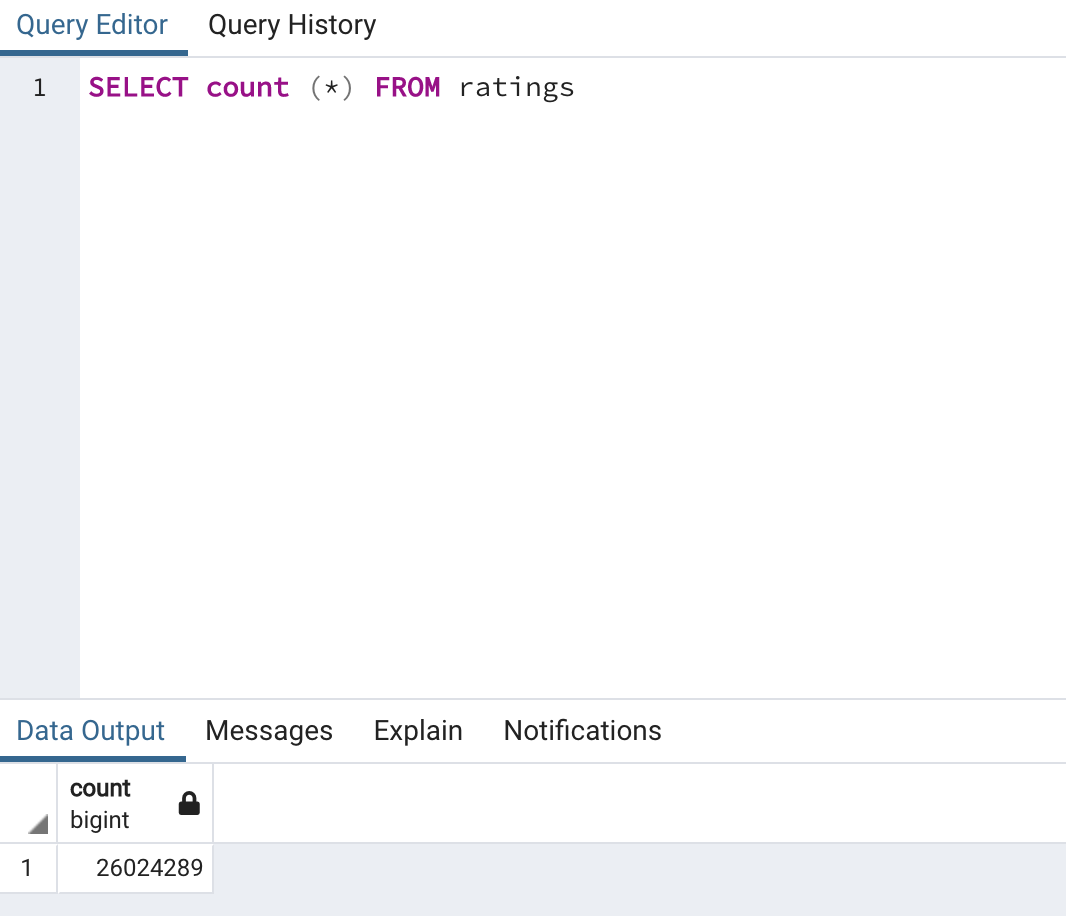 Query Editor Query History
1 SELECT count (*) FROM ratings
Data Output Messages Explain Notifications
count
bigint
1 26024289